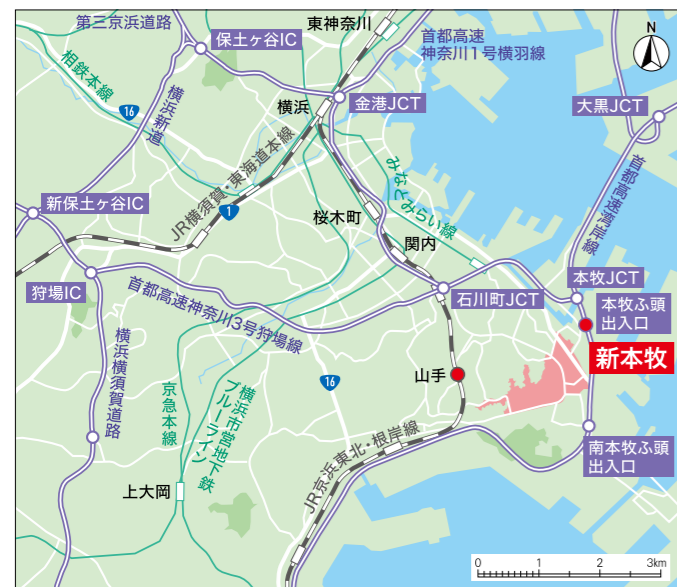 東神奈川
第三京浜道路
保土ヶ谷IC
首都高速
神奈川1号横羽線
N
相鉄本線
16
横浜新道
横浜
金港JCT
大黒JCT
JR横須賀・東海道本線
みなとみらい線
首都高速湾岸線
新保土ヶ谷IC
1
桜木町
関内
狩場IC
首都高速神奈川3号狩場線
石川町JCT
本牧JCT
本牧ふ頭
出入口
新本牧
横浜横須賀道路
京急本線
横浜市営地下鉄
ブルーライン
16
山手
JR京浜東北・根岸線
南本牧ふ頭
出入口
上大岡
0 1 2 3km